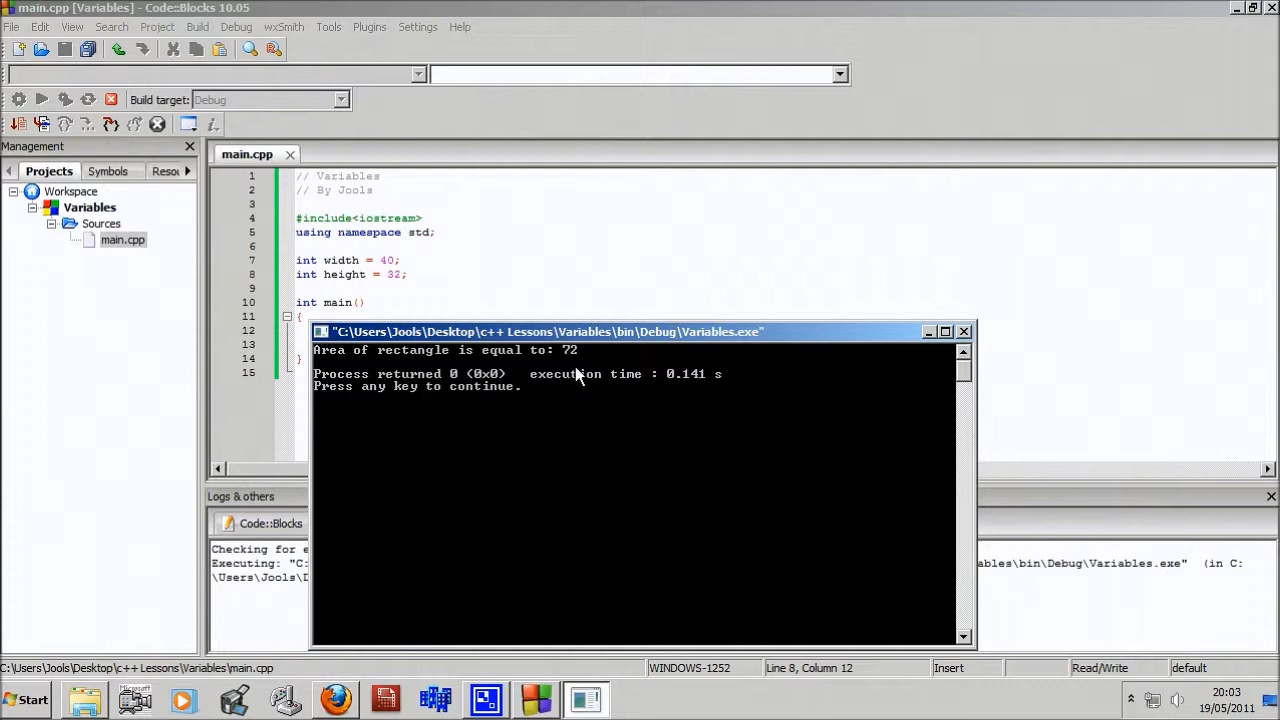 main.cpp [Variables] - Code::Blocks 10.05
File Edit View Search Project Build Debug wxSmith Tools Plugins Settings Help
Build target: Debug
Management
main.cpp
Projects Symbols Resou
Workspace
Variables
Sources
main.cpp
1 // Variables
2 // By Jools
3
4 #include<iostream>
5 using namespace std;
6
7 int width = 40;
8 int height = 32;
9
10 int main()
11 {
12
13
14 }
15
"C:\Users\Jools\Desktop\c++ Lessons\Variables\bin\Debug\Variables.exe"
Area of rectangle is equal to: 72
Process returned 0 (0x0) execution time : 0.141 s
Press any key to continue.
Logs & others
Code::Blocks
Checking for e
Executing: "C: ables\bin\Debug\Variables.exe" (in C:
\Users\Jools\D
C:\Users\Jools\Desktop\c++ Lessons\Variables\main.cpp WINDOWS-1252 Line 8, Column 12 Insert Read/Write default
Start
20:03
19/05/2011